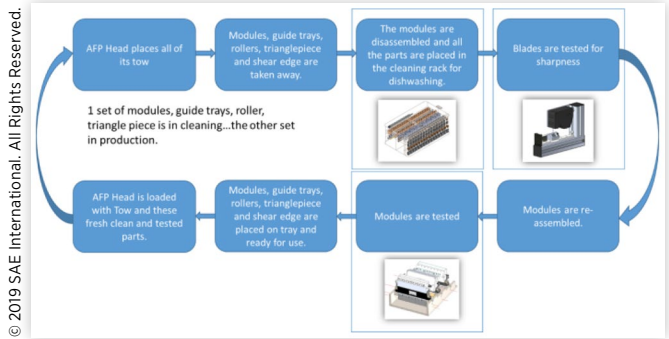 © 2019 SAE International. All Rights Reserved.
AFP Head places all of
its tow
Modules, guide trays,
rollers, trianglepiece
and shear edge are
taken away.
The modules are
disassembled and all
the parts are placed in
the cleaning rack for
dishwashing.
Blades are tested for
sharpness
1 set of modules, guide trays, roller,
triangle piece is in cleaning...the other set
in production.
AFP Head is loaded
with Tow and these
fresh clean and tested
parts.
Modules, guide trays,
rollers, trianglepiece
and shear edge are
placed on tray and
ready for use.
Modules are tested
Modules are re-
assembled.